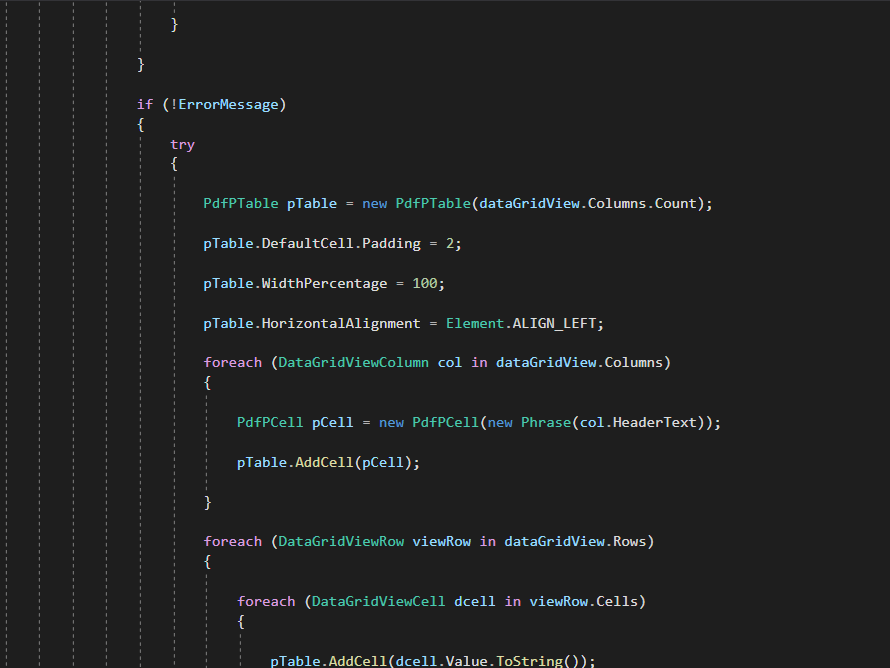 }
}
if (!ErrorMessage)
{
try
{
PdfPTable pTable = new PdfPTable(dataGridView.Columns.Count);
pTable.DefaultCell.Padding = 2;
pTable.WidthPercentage = 100;
pTable.HorizontalAlignment = Element.ALIGN_LEFT;
foreach (DataGridViewColumn col in dataGridView.Columns)
{
PdfPCell pCell = new PdfPCell(new Phrase(col.HeaderText));
pTable.AddCell(pCell);
}
foreach (DataGridViewRow viewRow in dataGridView.Rows)
{
foreach (DataGridViewCell dcell in viewRow.Cells)
{
pTable.AddCell(dcell.Value.ToString());